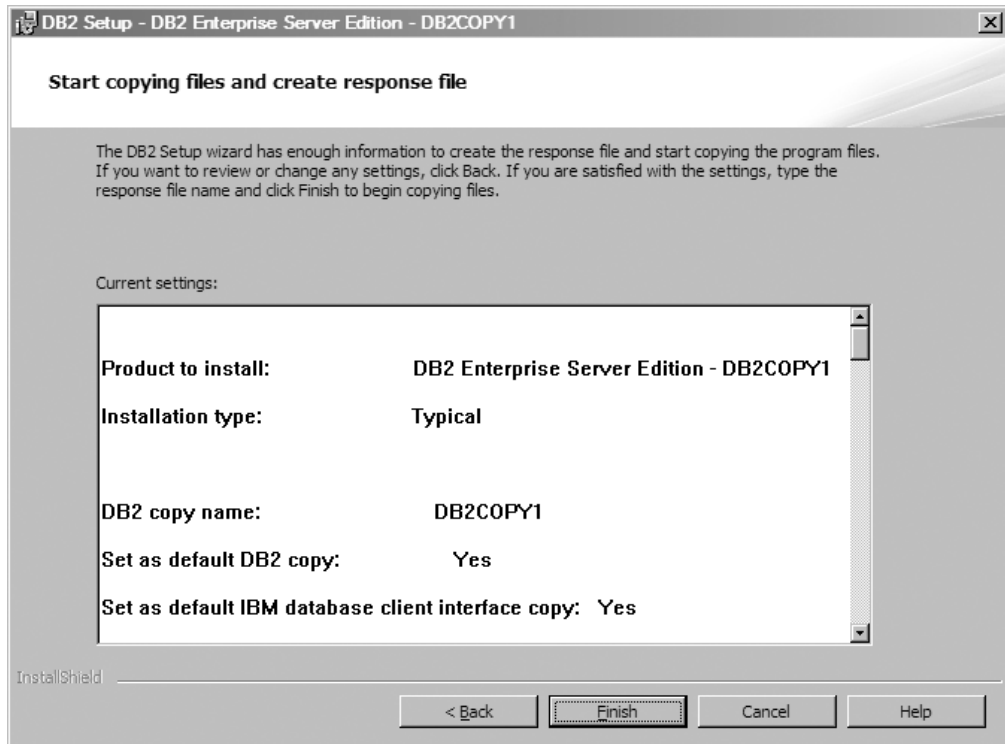 DB2 Setup - DB2 Enterprise Server Edition - DB2COPY1
Start copying files and create response file
The DB2 Setup wizard has enough information to create the response file and start copying the program files.
If you want to review or change any settings, click Back. If you are satisfied with the settings, type the
response file name and click Finish to begin copying files.
Current settings:
Product to install: DB2 Enterprise Server Edition - DB2COPY1
Installation type: Typical
DB2 copy name: DB2COPY1
Set as default DB2 copy: Yes
Set as default IBM database client interface copy: Yes
InstallShield
< Back Finish Cancel Help